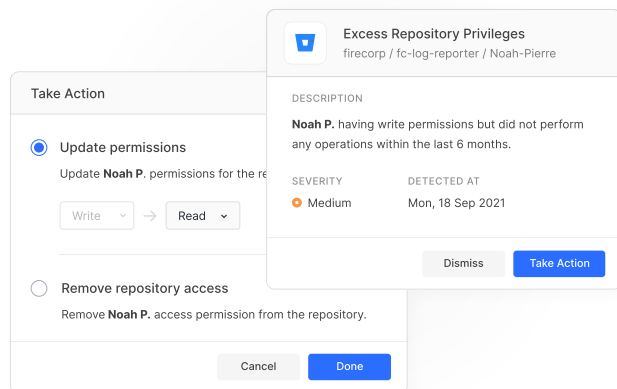 Excess Repository Privileges
firecorp / fc-log-reporter / Noah-Pierre
DESCRIPTION
Noah P. having write permissions but did not perform
any operations within the last 6 months.
SEVERITY
DETECTED AT
Medium
Mon, 18 Sep 2021
Dismiss
Take Action
Take Action
Update permissions
Update Noah P. permissions for the
Write
Read
Remove repository access
Remove Noah P. access permission from the repository.
Cancel
Done